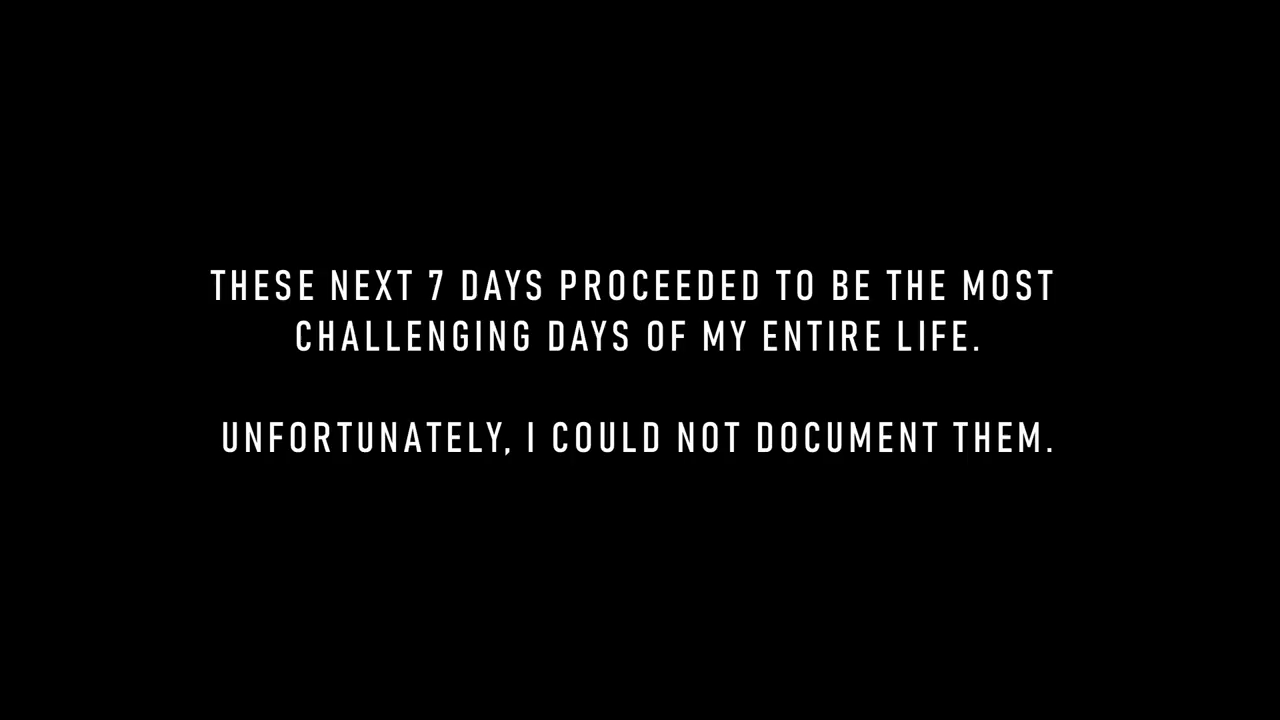 THESE NEXT 7 DAYS PROCEEDED TO BE THE MOST
CHALLENGING DAYS OF MY ENTIRE LIFE.
UNFORTUNATELY, I COULD NOT DOCUMENT THEM.